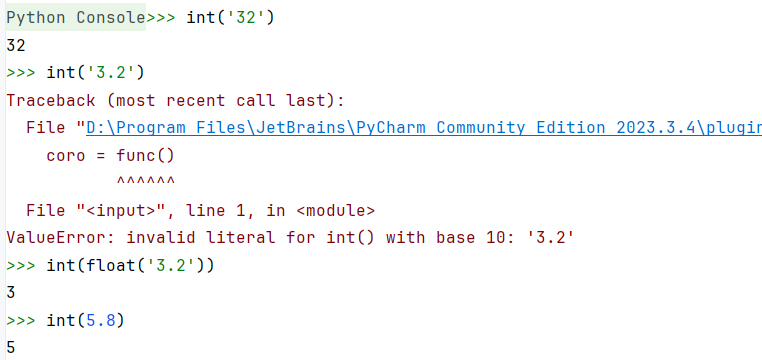 Python Console>>> int('32')
32
>>> int('3.2')
Traceback (most recent call last):
  File "D:\Program Files\JetBrains\PyCharm Community Edition 2023.3.4\plugin
    coro = func()
           ^^^^^^
  File "<input>", line 1, in <module>
ValueError: invalid literal for int() with base 10: '3.2'
>>> int(float('3.2'))
3
>>> int(5.8)
5